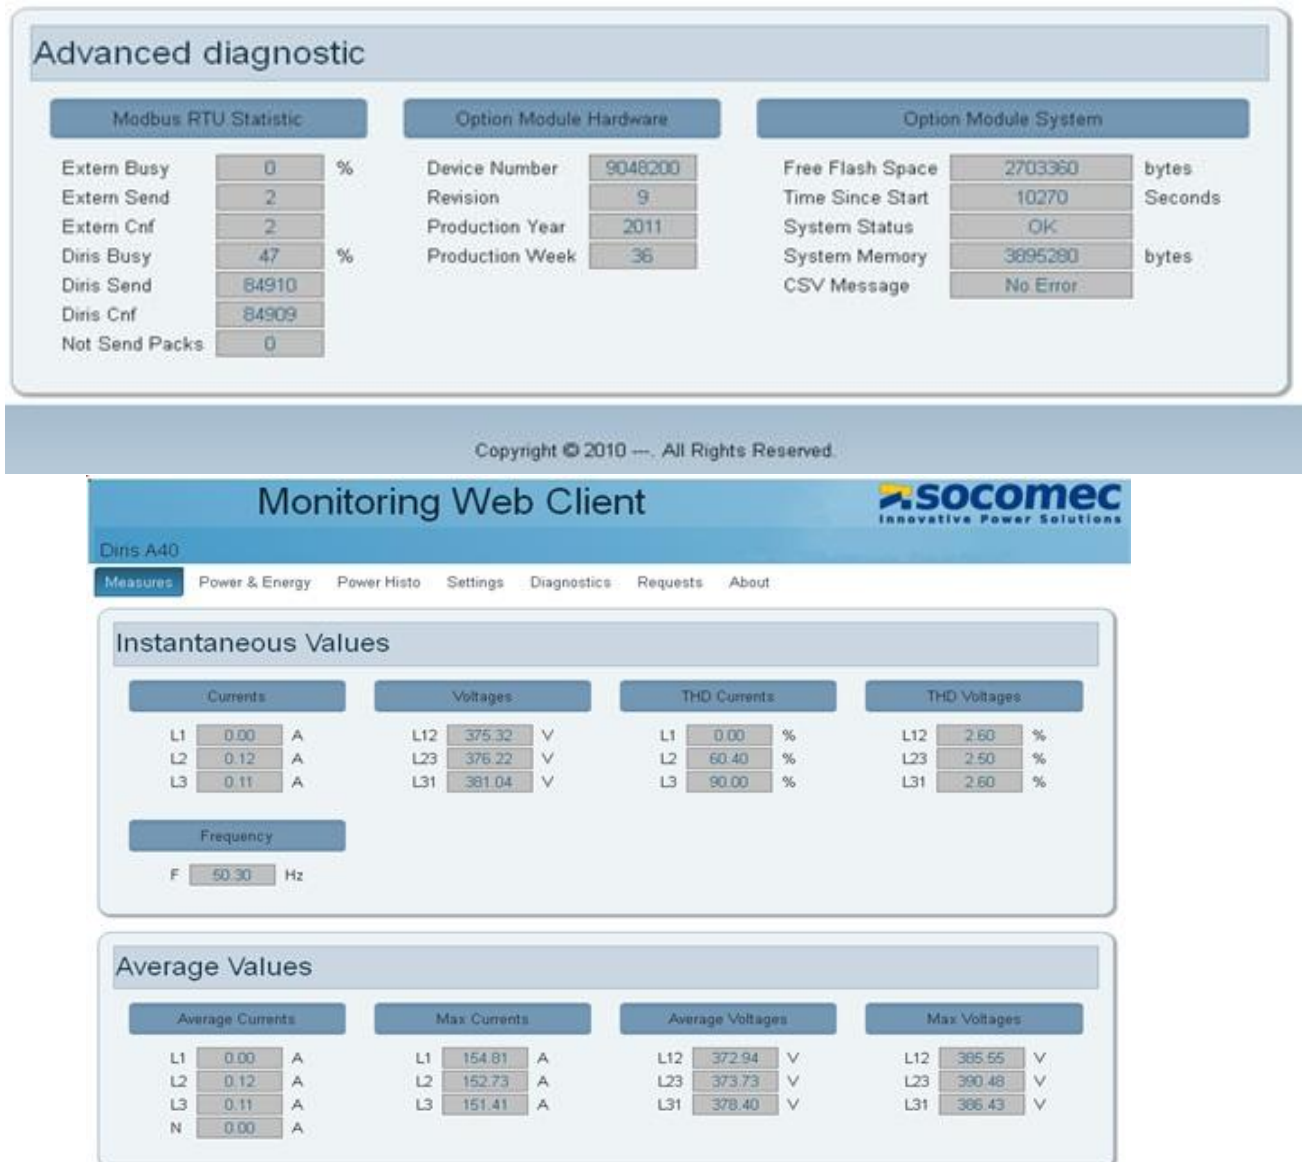 Advanced diagnostic
Modbus RTU Statistic Option Module Hardware Option Module System
Extern Busy 0 % Device Number 9048200 Free Flash Space 2703360 bytes
Extern Send 2 Revision 9 Time Since Start 10270 Seconds
Extern Cnf 2 Production Year 2011 System Status OK
Diris Busy 47 % Production Week 36 System Memory 3895280 bytes
Diris Send 84910 CSV Message No Error
Diris Cnf 84909
Not Send Packs 0
Copyright © 2010 ---. All Rights Reserved.
Monitoring Web Client socomec
Innovative Power Solutions
Diris A40
Measures Power & Energy Power Histo Settings Diagnostics Requests About
Instantaneous Values
Currents Voltages THD Currents THD Voltages
L1 0.00 A L12 375.32 V L1 0.00 % L12 2.60 %
L2 0.12 A L23 376.22 V L2 60.40 % L23 2.50 %
L3 0.11 A L31 381.04 V L3 90.00 % L31 2.60 %
Frequency
F 50.30 Hz
Average Values
Average Currents Max Currents Average Voltages Max Voltages
L1 0.00 A L1 154.81 A L12 372.94 V L12 385.55 V
L2 0.12 A L2 152.73 A L23 373.73 V L23 390.48 V
L3 0.11 A L3 151.41 A L31 378.40 V L31 386.43 V
N 0.00 A